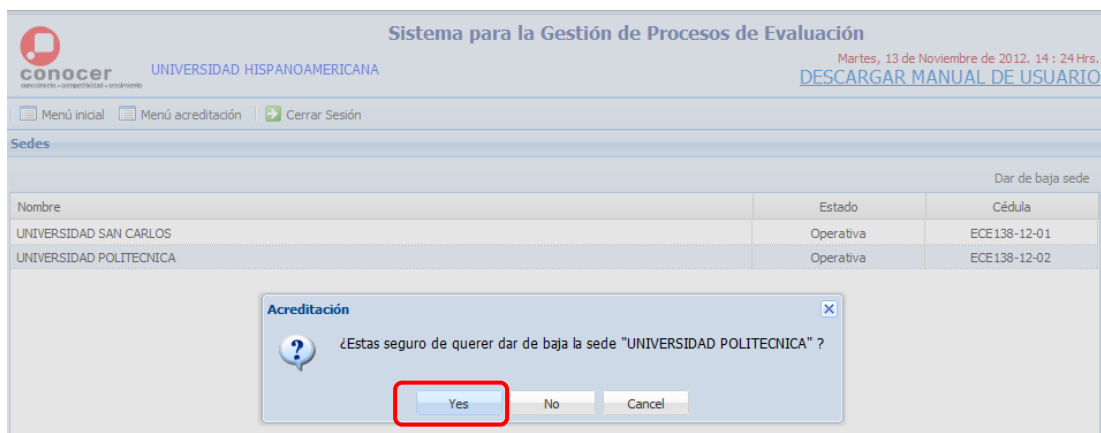 Sistema para la Gestión de Procesos de Evaluación
Martes, 13 de Noviembre de 2012. 14 : 24 Hrs.
conocer
conocimiento • competitividad • crecimiento
UNIVERSIDAD HISPANOAMERICANA
DESCARGAR MANUAL DE USUARIO
Menú inicial Menú acreditación Cerrar Sesión
Sedes
Dar de baja sede
Nombre Estado Cédula
UNIVERSIDAD SAN CARLOS Operativa ECE138-12-01
UNIVERSIDAD POLITECNICA Operativa ECE138-12-02
Acreditación
¿Estas seguro de querer dar de baja la sede "UNIVERSIDAD POLITECNICA" ?
Yes No Cancel